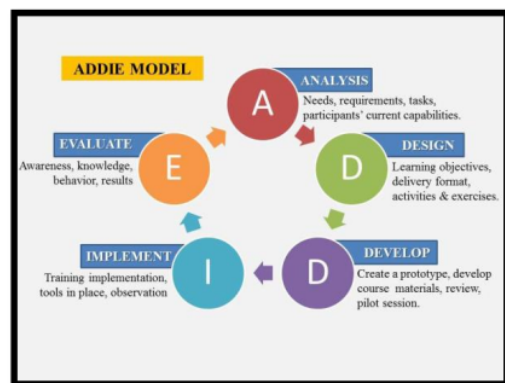 ADDIE MODEL
A
ANALYSIS
Needs, requirements, tasks,
participants' current capabilities.
D
DESIGN
Learning objectives,
delivery format,
activities & exercises.
D
DEVELOP
Create a prototype, develop
course materials, review,
pilot session.
I
IMPLEMENT
Training implementation,
tools in place, observation
E
EVALUATE
Awareness, knowledge,
behavior, results